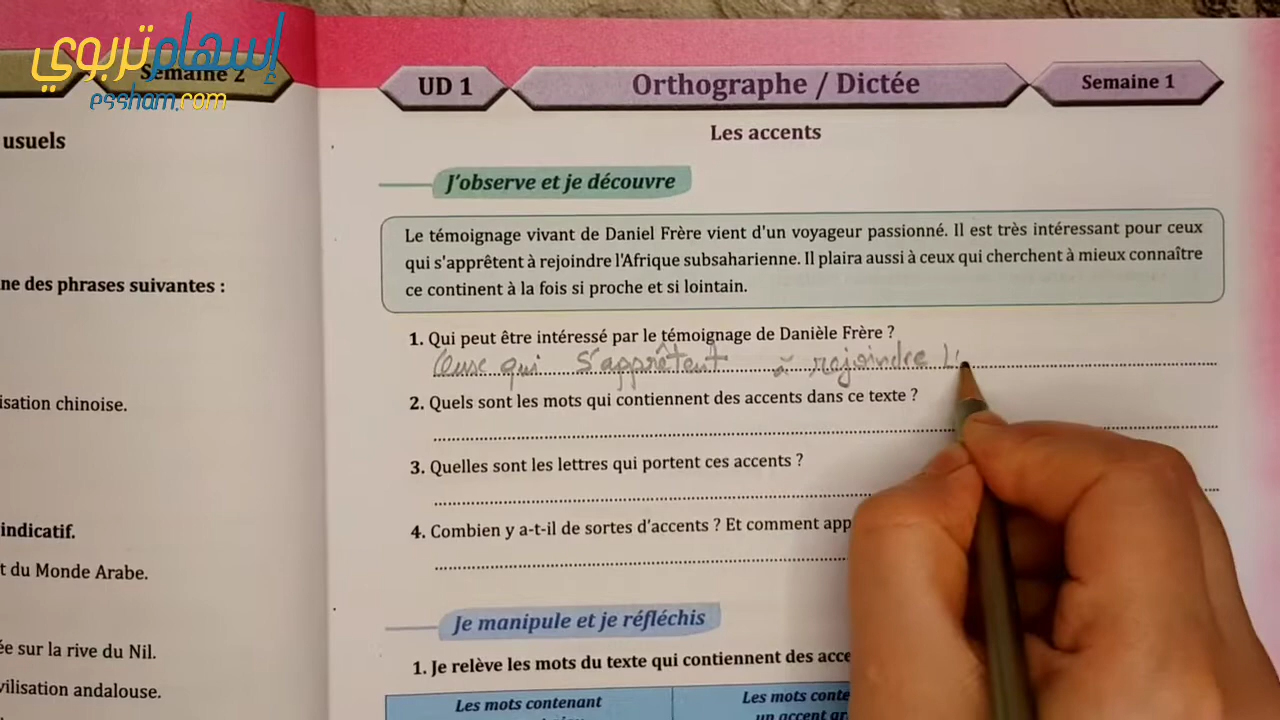 إسهام تربوي
essham.com
Semaine 2
usuels
ne des phrases suivantes :
isation chinoise.
indicatif.
t du Monde Arabe.
ée sur la rive du Nil.
vilisation andalouse.
UD 1
Orthographe / Dictée
Semaine 1
Les accents
J'observe et je découvre
Le témoignage vivant de Daniel Frère vient d'un voyageur passionné. Il est très intéressant pour ceux
qui s'apprêtent à rejoindre l'Afrique subsaharienne. Il plaira aussi à ceux qui cherchent à mieux connaître
ce continent à la fois si proche et si lointain.
1. Qui peut être intéressé par le témoignage de Danièle Frère ?
Ceux qui s'apprêtent à rejoindre l'
2. Quels sont les mots qui contiennent des accents dans ce texte ?
3. Quelles sont les lettres qui portent ces accents ?
4. Combien y a-t-il de sortes d'accents ? Et comment app
Je manipule et je réfléchis
1. Je relève les mots du texte qui contiennent des acce
Les mots contenant
Les mots conte
un accent gr